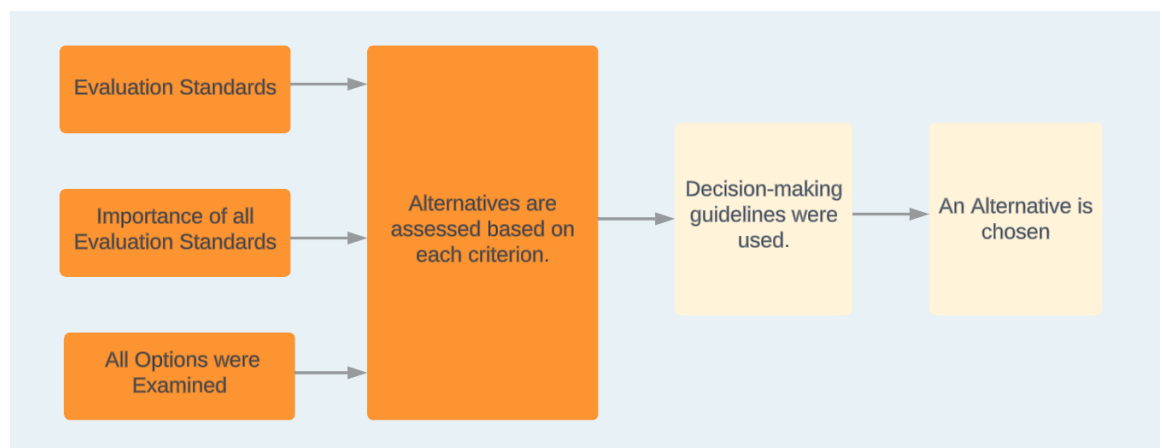 Evaluation Standards
Importance of all
Evaluation Standards
All Options were
Examined
Alternatives are
assessed based on
each criterion.
Decision-making
guidelines were
used.
An Alternative is
chosen